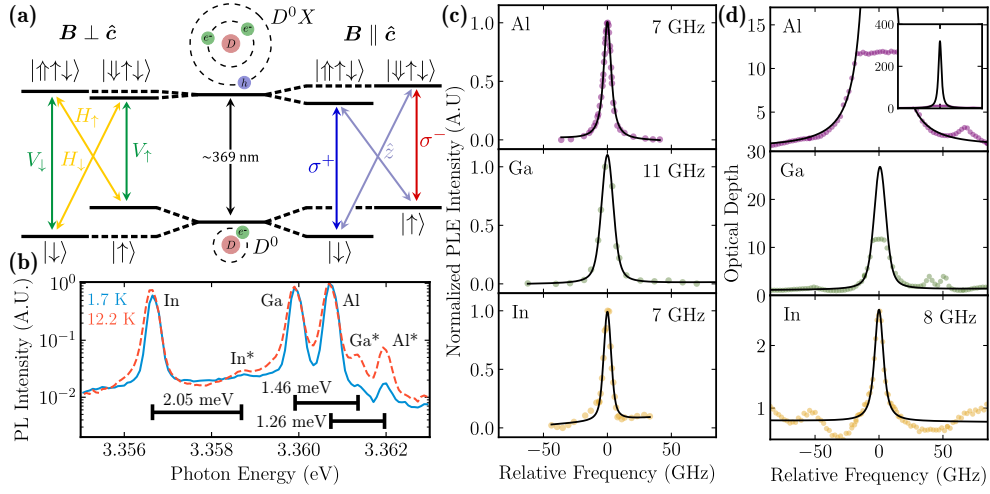 (a)
B ⊥ ĉ
D⁰X
B ∥ ĉ
e-
D
e-
h
|⇑↑↓⟩
|⇓↑↓⟩
|⇑↑↓⟩
|⇓↑↓⟩
H↑
V↓
H↓
V↑
~369 nm
σ+
ẑ
σ−
|↓⟩
|↑⟩
e-
D
D⁰
|↓⟩
|↑⟩
(b)
PL Intensity (A.U.)
10⁰
10⁻¹
10⁻²
1.7 K
12.2 K
In
In*
Ga
Al
Ga*
Al*
2.05 meV
1.46 meV
1.26 meV
3.356
3.358
3.360
3.362
Photon Energy (eV)
(c)
Normalized PLE Intensity (A.U)
Al
7 GHz
1.0
0.5
0.0
Ga
11 GHz
1.0
0.5
0.0
In
7 GHz
1.0
0.5
0.0
−50
0
50
Relative Frequency (GHz)
(d)
Optical Depth
Al
400
200
0
15
10
5
Ga
30
20
10
0
In
8 GHz
2
1
−50
0
50
Relative Frequency (GHz)